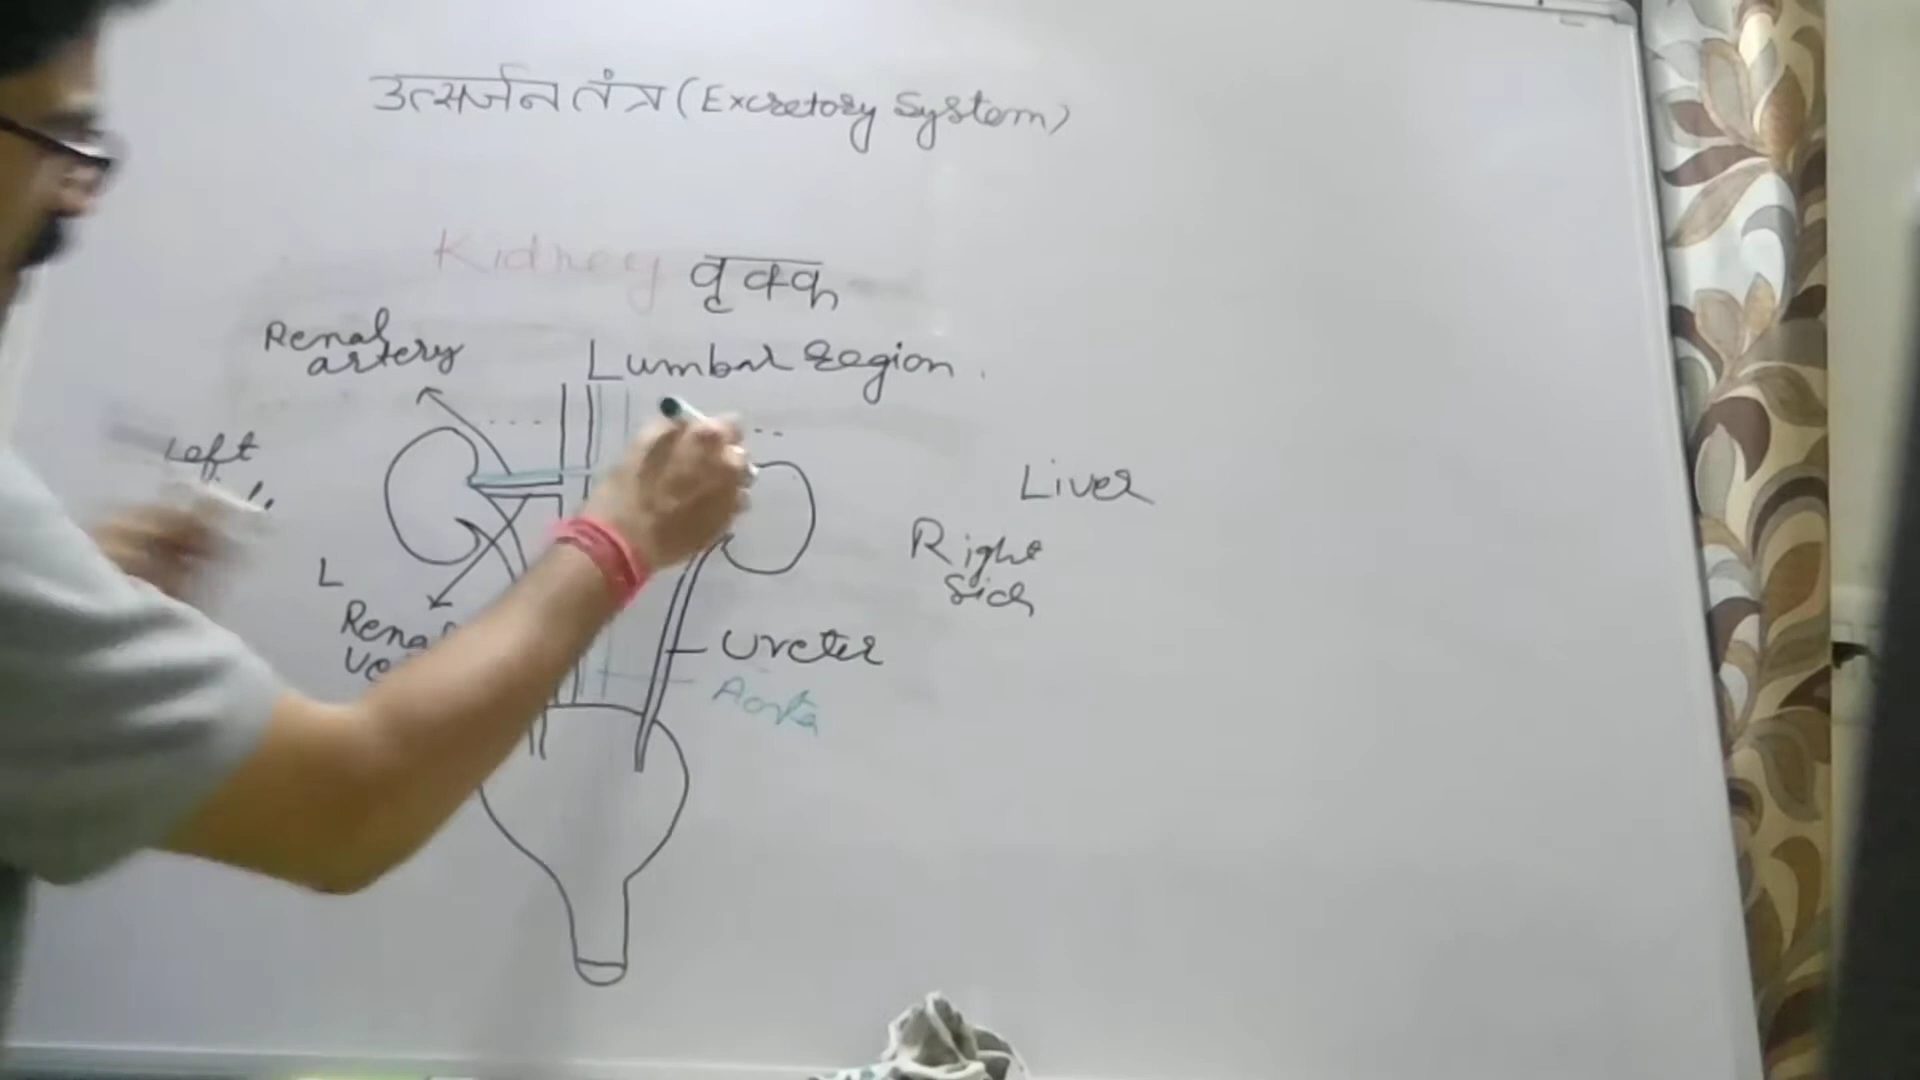 उत्सर्जन तंत्र (Excretory System)
Kidney वृक्क
Renal
artery
Lumbar region.
Left
Liver
Right
Side
L
Ureter
Aorta